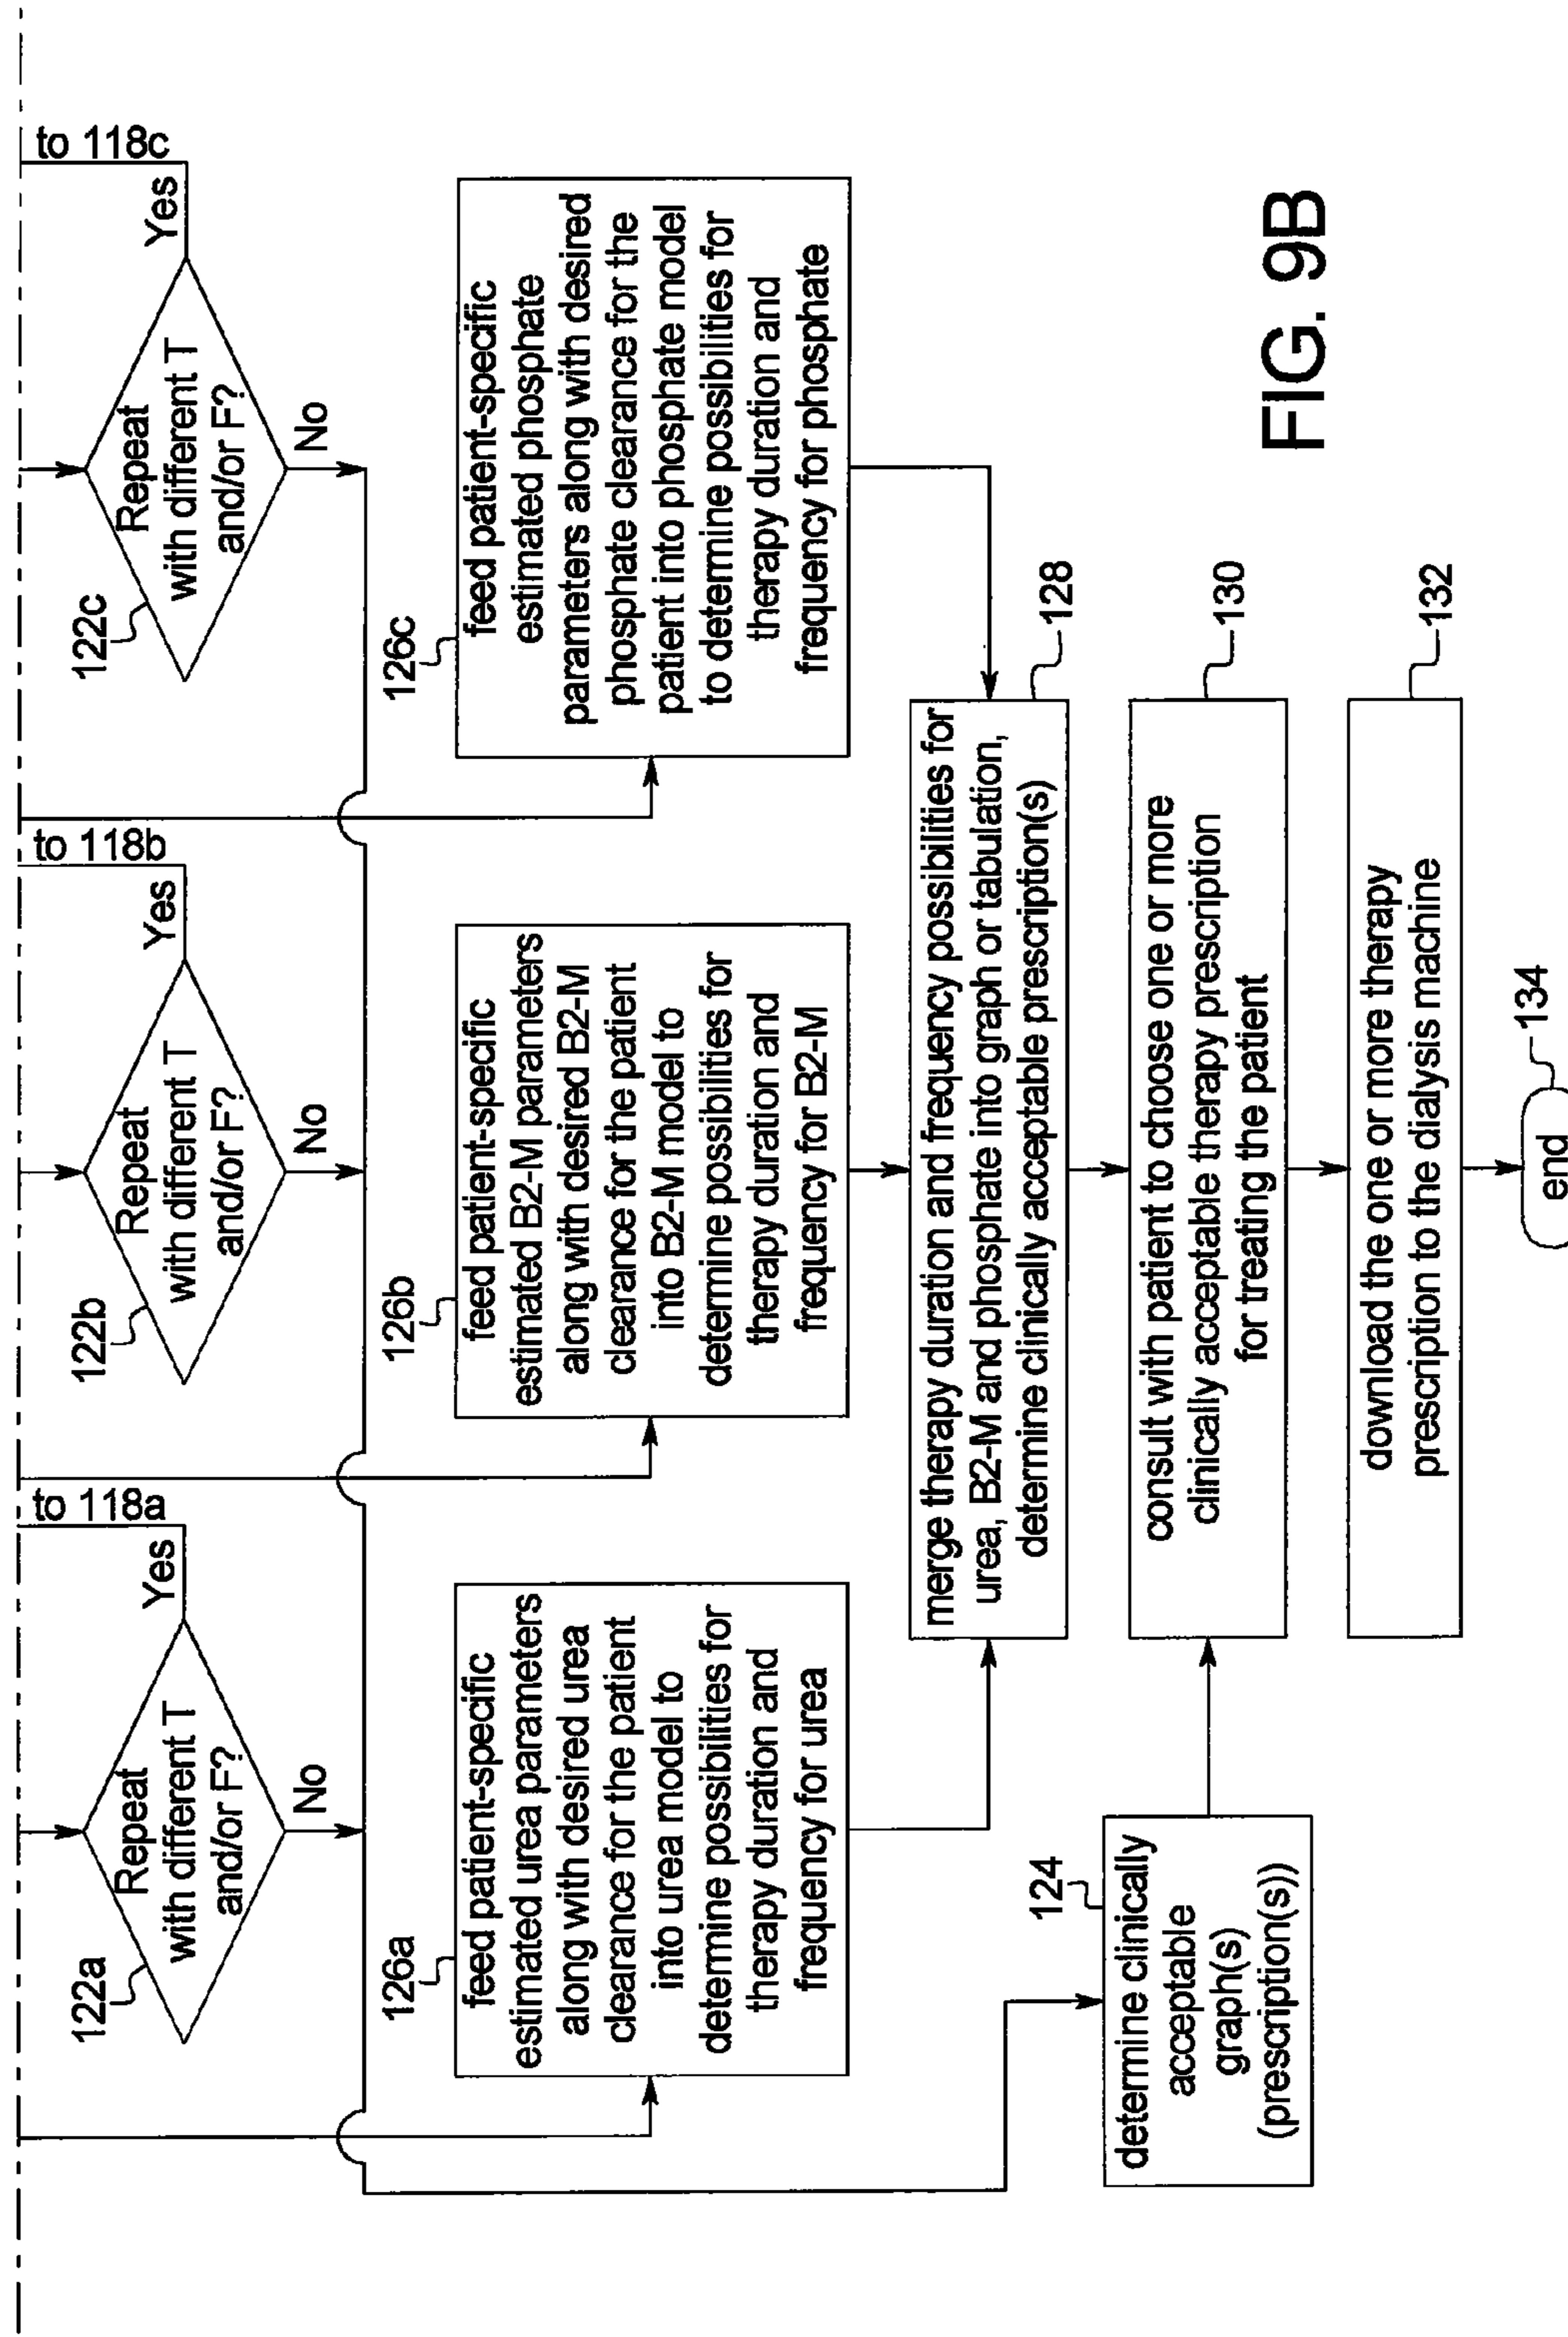 to 118a
to 118b
to 118c
122a
Repeat
with different T
and/or F?
Yes
No
122b
Repeat
with different T
and/or F?
Yes
No
122c
Repeat
with different T
and/or F?
Yes
No
126a
feed patient-specific
estimated urea parameters
along with desired urea
clearance for the patient
into urea model to
determine possibilities for
therapy duration and
frequency for urea
126b
feed patient-specific
estimated B2-M parameters
along with desired B2-M
clearance for the patient
into B2-M model to
determine possibilities for
therapy duration and
frequency for B2-M
126c
feed patient-specific
estimated phosphate
parameters along with desired
phosphate clearance for the
patient into phosphate model
to determine possibilities for
therapy duration and
frequency for phosphate
merge therapy duration and frequency possibilities for
urea, B2-M and phosphate into graph or tabulation,
determine clinically acceptable prescription(s)
128
124
determine clinically
acceptable
graph(s)
(prescription(s))
consult with patient to choose one or more
clinically acceptable therapy prescription
for treating the patient
130
download the one or more therapy
prescription to the dialysis machine
132
134
end
FIG. 9B